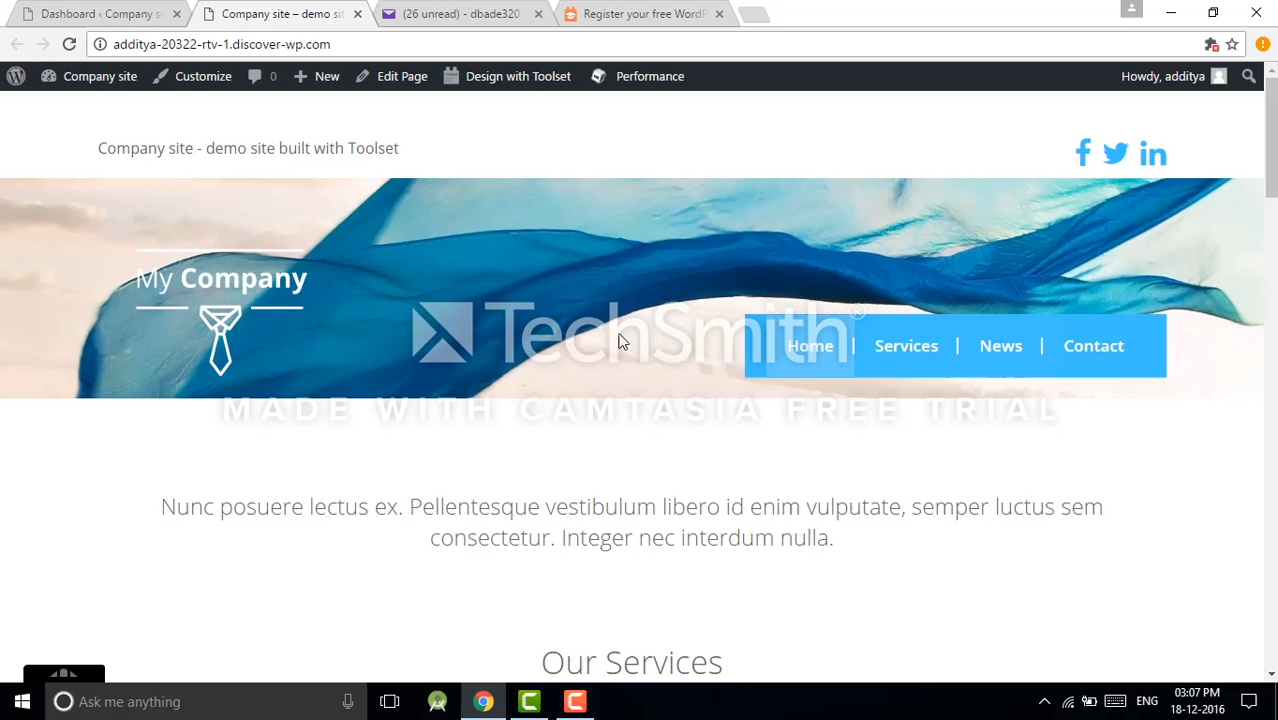 Dashboard ‹ Company si
Company site – demo sit
(26 unread) - dbade320
Register your free WordP
additya-20322-rtv-1.discover-wp.com
Company site
Customize
0
New
Edit Page
Design with Toolset
Performance
Howdy, additya
Company site - demo site built with Toolset
My Company
TechSmith®
Home
Services
News
Contact
MADE WITH CAMTASIA FREE TRIAL
Nunc posuere lectus ex. Pellentesque vestibulum libero id enim vulputate, semper luctus sem
consectetur. Integer nec interdum nulla.
Our Services
Ask me anything
ENG
03:07 PM
18-12-2016